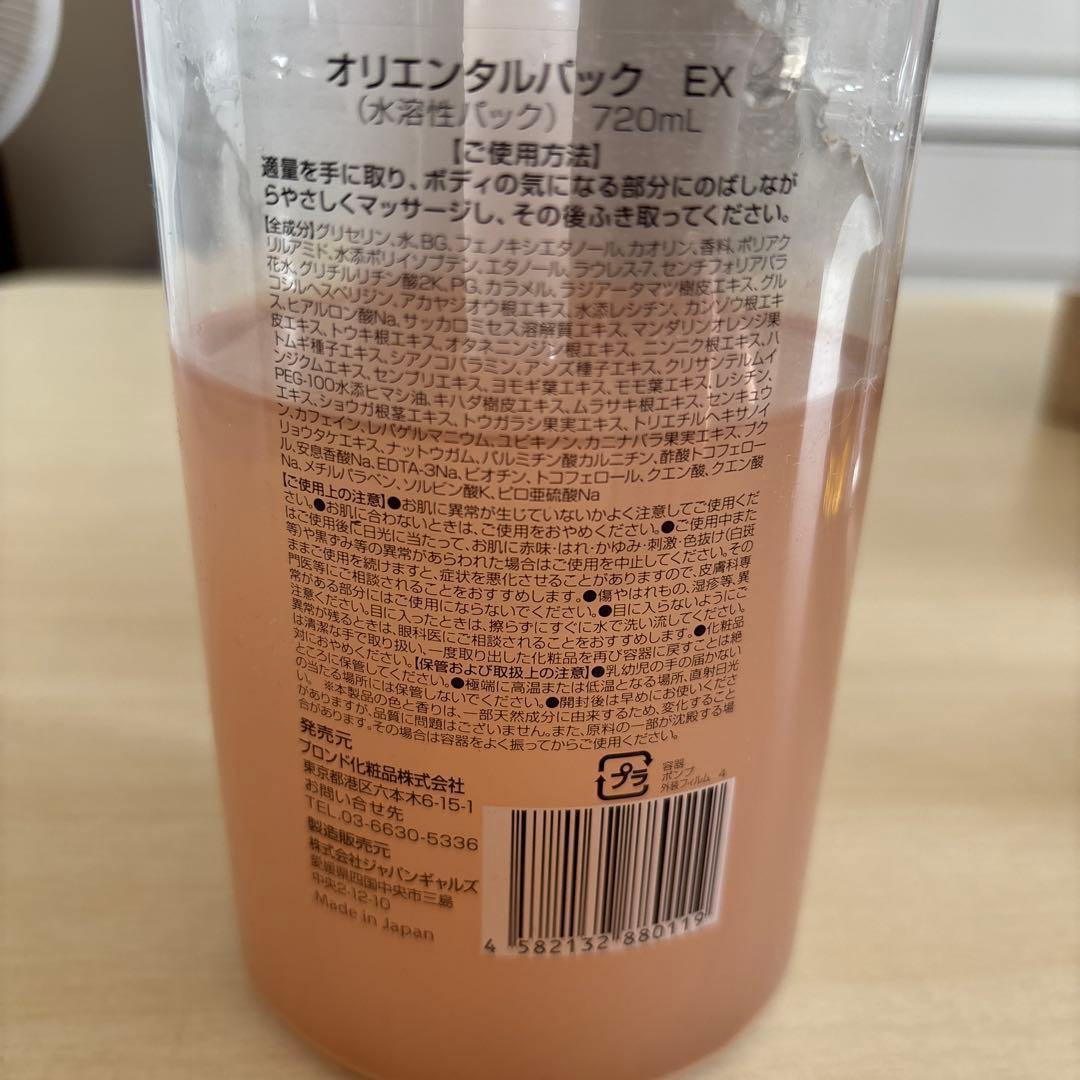 オリエンタルパック　EX
（水溶性パック）　720mL
【ご使用方法】
適量を手に取り、ボディの気になる部分にのばしなが
らやさしくマッサージし、その後ふき取ってください。
【全成分】グリセリン、水、BG、フェノキシエタノール、カオリン、香料、ポリアク
リルアミド、水添ポリイソブテン、エタノール、ラウレス-7、センチフォリアバラ
花水、グリチルリチン酸2K、PG、カラメル、ラジアータマツ樹皮エキス、グル
コシルヘスペリジン、アカヤジオウ根エキス、水添レシチン、カンゾウ根エキ
ス、ヒアルロン酸Na、サッカロミセス溶解質エキス、マンダリンオレンジ果
皮エキス、トウキ根エキス、オタネニンジン根エキス、ニンニク根エキス、ハ
トムギ種子エキス、シアノコバラミン、アンズ種子エキス、クリサンテルムイ
ンジクムエキス、センブリエキス、ヨモギ葉エキス、モモ葉エキス、レシチン、
PEG-100水添ヒマシ油、キハダ樹皮エキス、ムラサキ根エキス、センキュウ
エキス、ショウガ根茎エキス、トウガラシ果実エキス、トリエチルヘキサノイ
ン、カフェイン、レパゲルマニウム、ユビキノン、カニナバラ果実エキス、ブク
リョウタケエキス、ナットウガム、パルミチン酸カルニチン、酢酸トコフェロー
ル、安息香酸Na、EDTA-3Na、ビオチン、トコフェロール、クエン酸、クエン酸
Na、メチルパラベン、ソルビン酸K、ピロ亜硫酸Na
【ご使用上の注意】●お肌に異常が生じていないかよく注意してご使用くだ
さい。●お肌に合わないときは、ご使用をおやめください。●ご使用中また
はご使用後に日光に当たって、お肌に赤味・はれ・かゆみ・刺激・色抜け（白斑
等）や黒ずみ等の異常があらわれた場合はご使用を中止してください。その
ままご使用を続けますと、症状を悪化させることがありますので、皮膚科専
門医等にご相談されることをおすすめします。●傷やはれもの、湿疹等、異
常がある部分にはご使用にならないでください。●目に入らないようにご
注意ください。目に入ったときは、擦らずにすぐに水で洗い流してください。
異常が残るときは、眼科医にご相談されることをおすすめします。●化粧品
は清潔な手で取り扱い、一度取り出した化粧品を再び容器に戻すことは絶
対におやめください。【保管および取扱上の注意】●乳幼児の手の届かない
ところに保管してください。●極端に高温または低温となる場所、直射日光
の当たる場所には保管しないでください。●開封後は早めにお使いくださ
い。　※本製品の色と香りは、一部天然成分に由来するため、変化すること
がありますが、品質に問題はございません。また、原料の一部が沈殿する場
合があります。その場合は容器をよく振ってからご使用ください。
発売元
ブロンド化粧品株式会社
東京都港区六本木6-15-1
お問い合せ先
TEL.03-6630-5336
製造販売元
株式会社ジャパンギャルズ
愛媛県四国中央市三島
中央2-12-10
Made in Japan
プラ
容器
ポンプ
外装フィルム 4
4 582132 880119